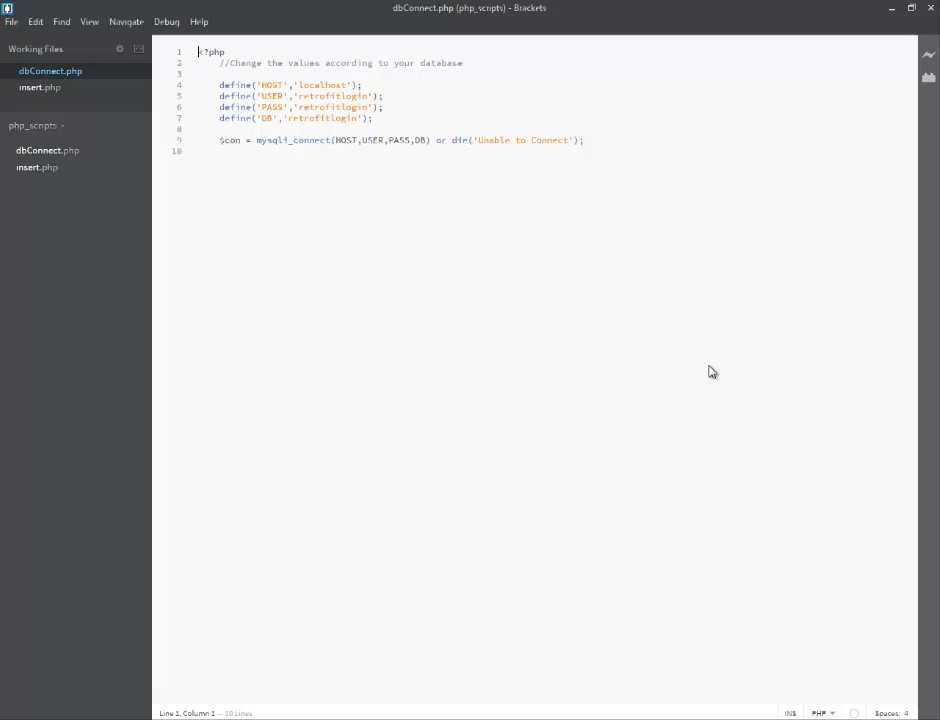 dbConnect.php (php_scripts) - Brackets
File Edit Find View Navigate Debug Help
Working Files
dbConnect.php
insert.php
php_scripts
dbConnect.php
insert.php
1 <?php
2 //Change the values according to your database
3
4 define('HOST','localhost');
5 define('USER','retrofitlogin');
6 define('PASS','retrofitlogin');
7 define('DB','retrofitlogin');
8
9 $con = mysqli_connect(HOST,USER,PASS,DB) or die('Unable to Connect');
10
Line 1, Column 1 — 10 Lines
INS PHP Spaces: 4